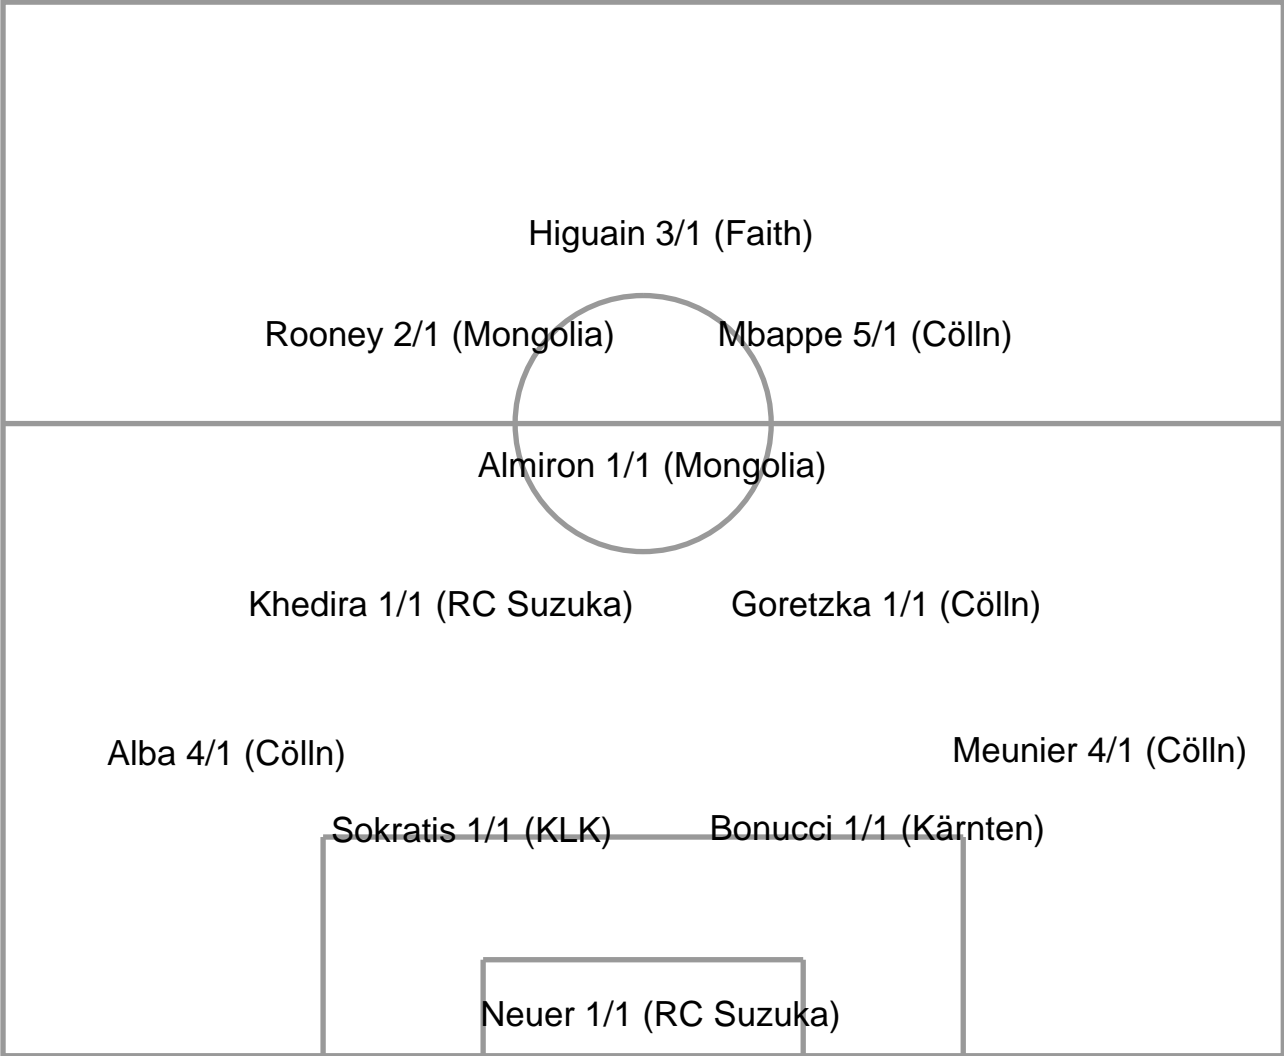 Higuain 3/1 (Faith)
Rooney 2/1 (Mongolia)
Mbappe 5/1 (Cölln)
Almiron 1/1 (Mongolia)
Khedira 1/1 (RC Suzuka)
Goretzka 1/1 (Cölln)
Alba 4/1 (Cölln)
Meunier 4/1 (Cölln)
Sokratis 1/1 (KLK)
Bonucci 1/1 (Kärnten)
Neuer 1/1 (RC Suzuka)